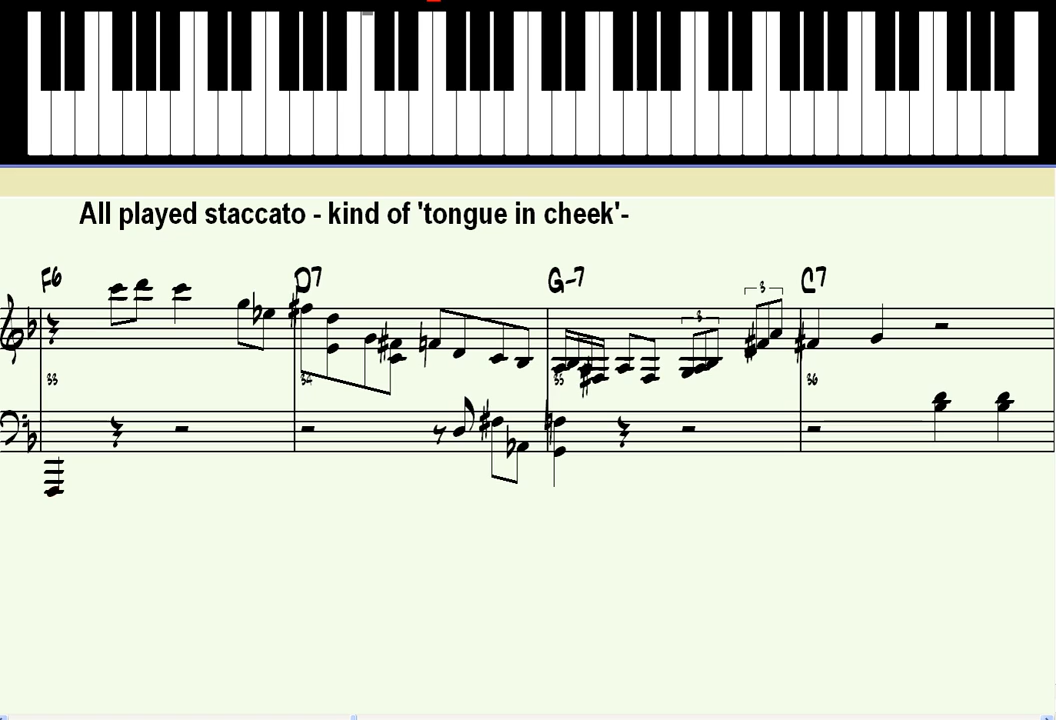 All played staccato - kind of 'tongue in cheek'-
F6 D7 G-7 C7
3 3
33 34 35 36